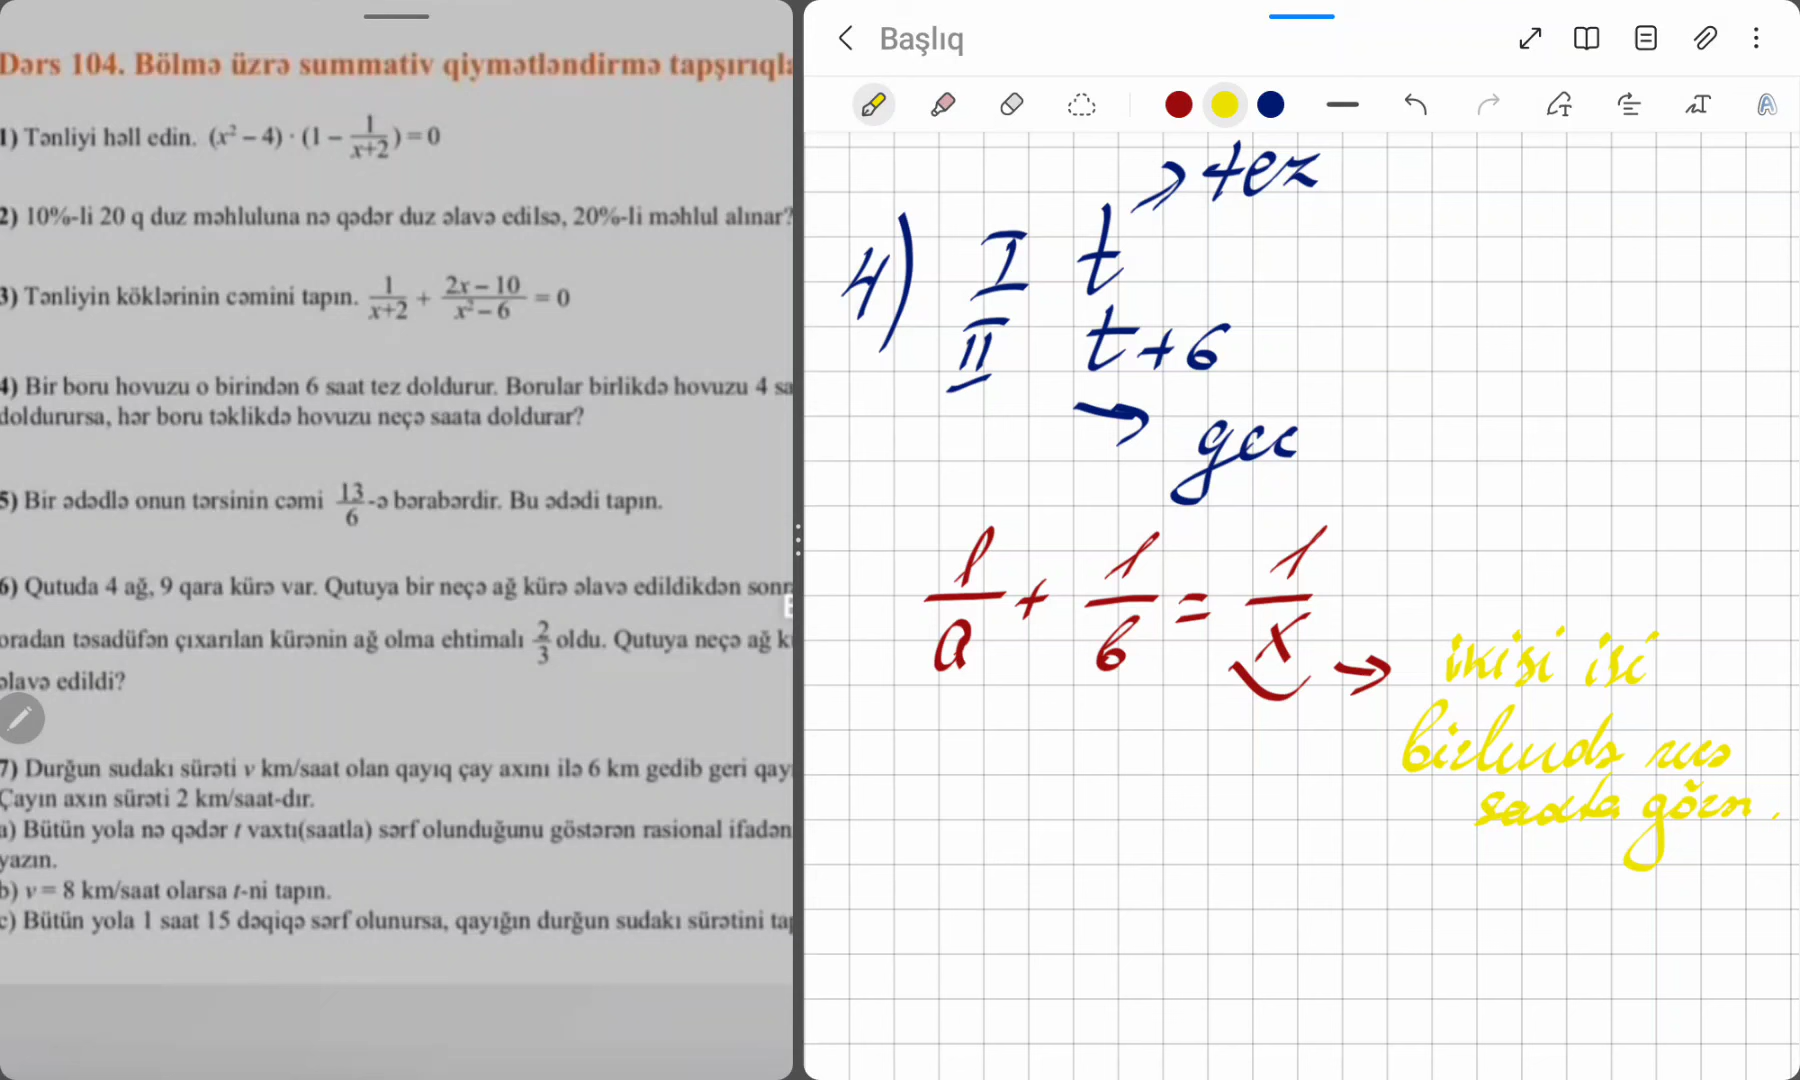 Dərs 104. Bölmə üzrə summativ qiymətləndirmə tapşırıqla
1) Tənliyi həll edin. (x² – 4) · (1 – 1/(x+2)) = 0
2) 10%-li 20 q duz məhluluna nə qədər duz əlavə edilsə, 20%-li məhlul alınar?
3) Tənliyin köklərinin cəmini tapın. 1/(x+2) + (2x – 10)/(x² – 6) = 0
4) Bir boru hovuzu o birindən 6 saat tez doldurur. Borular birlikdə hovuzu 4 sa
doldurursa, hər boru təklikdə hovuzu neçə saata doldurar?
5) Bir ədədlə onun tərsinin cəmi 13/6-ə bərabərdir. Bu ədədi tapın.
6) Qutuda 4 ağ, 9 qara kürə var. Qutuya bir neçə ağ kürə əlavə edildikdən sonr
oradan təsadüfən çıxarılan kürənin ağ olma ehtimalı 2/3 oldu. Qutuya neçə ağ k
əlavə edildi?
7) Durğun sudakı sürəti v km/saat olan qayıq çay axını ilə 6 km gedib geri qay
Çayın axın sürəti 2 km/saat-dır.
a) Bütün yola nə qədər t vaxtı(saatla) sərf olunduğunu göstərən rasional ifadən
yazın.
b) v = 8 km/saat olarsa t-ni tapın.
c) Bütün yola 1 saat 15 dəqiqə sərf olunursa, qayığın durğun sudakı sürətini tap
Başlıq
→ tez
4) I t
II t+6
→ gec
1/a + 1/b = 1/x →
ikisi işi
saata görər.